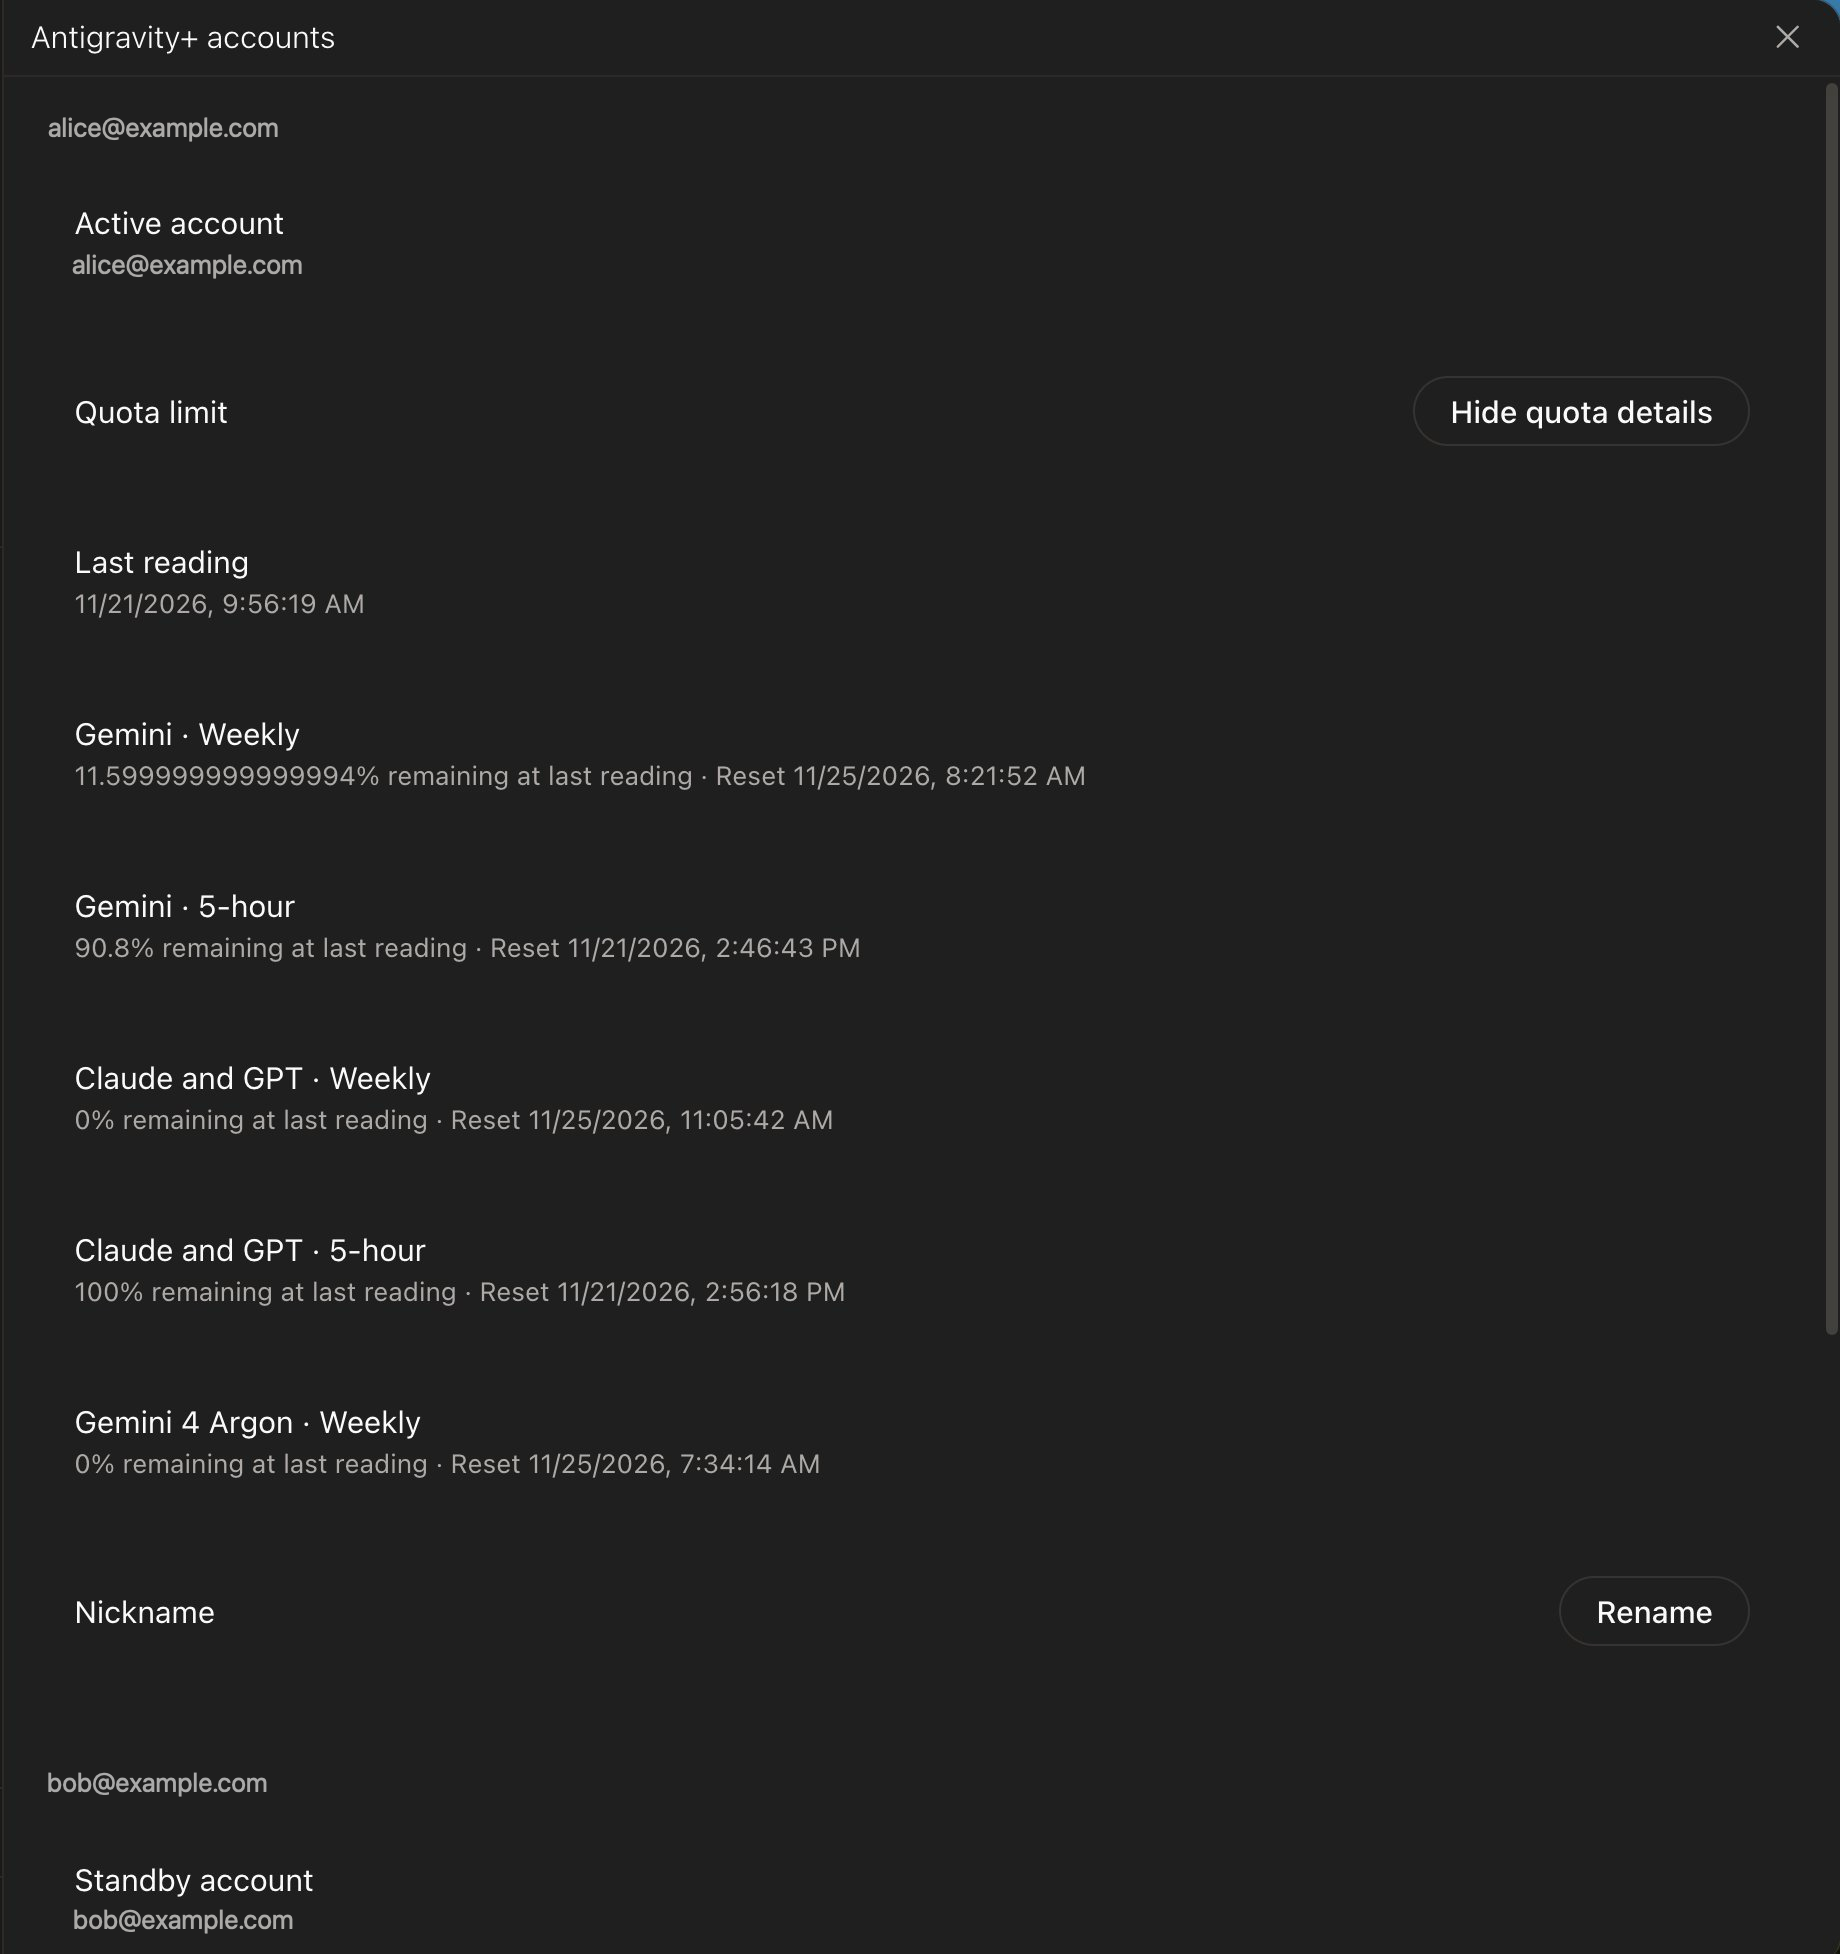 Antigravity+ accounts
alice@example.com
Active account
alice@example.com
Quota limit
Hide quota details
Last reading
11/21/2026, 9:56:19 AM
Gemini · Weekly
11.599999999999994% remaining at last reading · Reset 11/25/2026, 8:21:52 AM
Gemini · 5-hour
90.8% remaining at last reading · Reset 11/21/2026, 2:46:43 PM
Claude and GPT · Weekly
0% remaining at last reading · Reset 11/25/2026, 11:05:42 AM
Claude and GPT · 5-hour
100% remaining at last reading · Reset 11/21/2026, 2:56:18 PM
Gemini 4 Argon · Weekly
0% remaining at last reading · Reset 11/25/2026, 7:34:14 AM
Nickname
Rename
bob@example.com
Standby account
bob@example.com